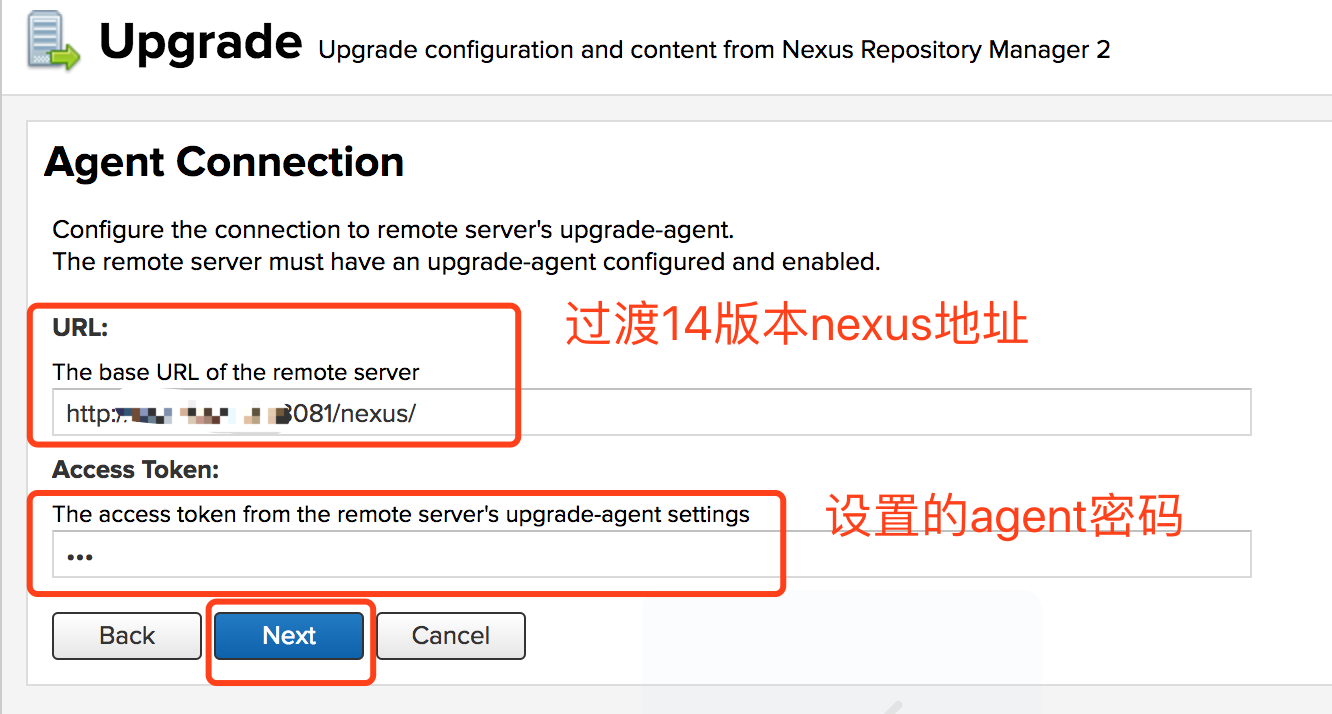 Upgrade Upgrade configuration and content from Nexus Repository Manager 2
Agent Connection
Configure the connection to remote server's upgrade-agent.
The remote server must have an upgrade-agent configured and enabled.
URL:
过渡14版本nexus地址
The base URL of the remote server
http:/ 8081/nexus/
Access Token:
The access token from the remote server's upgrade-agent settings
设置的agent密码
•••
Back Next Cancel